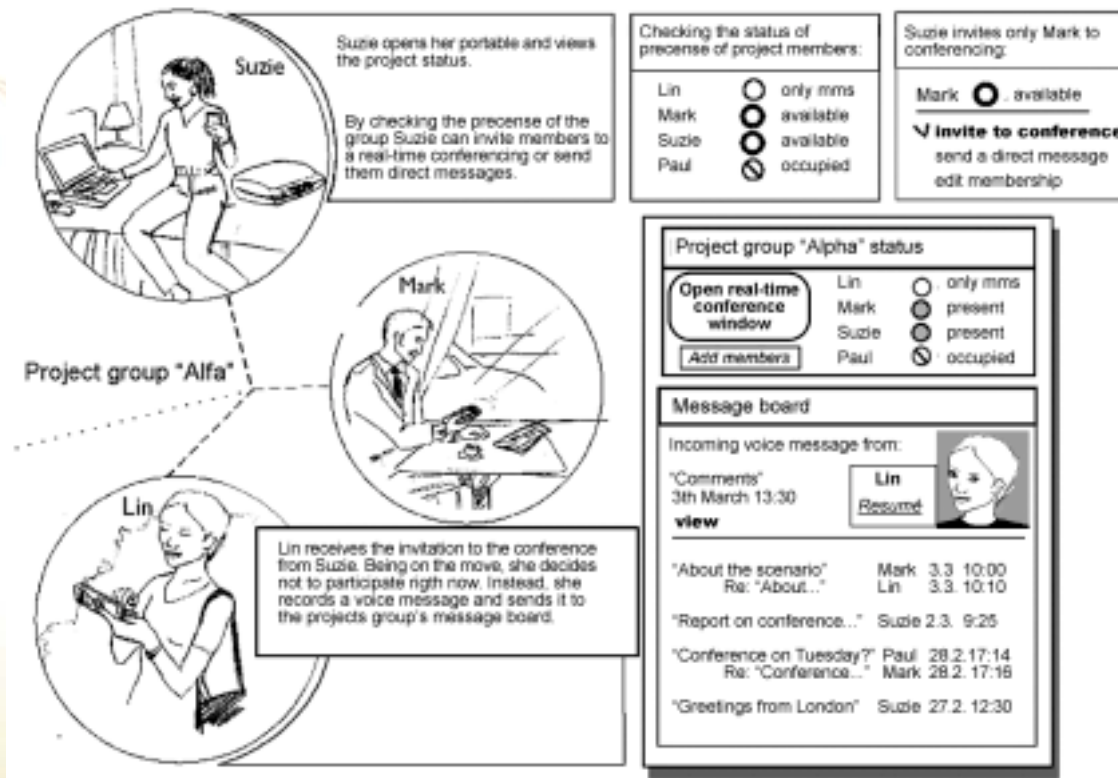 Suzie
Suzie opens her portable and views
the project status.
By checking the precense of the
group Suzie can invite members to
a real-time conferencing or send
them direct messages.
Checking the status of
precense of project members:
Lin only mms
Mark available
Suzie available
Paul occupied
Suzie invites only Mark to
conferencing:
Mark . available
invite to conference
send a direct message
edit membership
Mark
Project group "Alfa"
Lin
Lin receives the invitation to the conference
from Suzie. Being on the move, she decides
not to participate rigth now. Instead, she
records a voice message and sends it to
the projects group's message board.
Project group "Alpha" status
Open real-time
conference
window
Add members
Lin only mms
Mark present
Suzie present
Paul occupied
Message board
Incoming voice message from:
"Comments"
3th March 13:30
view
Lin
Resumé
"About the scenario" Mark 3.3 10:00
Re: "About..." Lin 3.3. 10:10
"Report on conference..." Suzie 2.3. 9:25
"Conference on Tuesday?" Paul 28.2.17:14
Re: "Conference..." Mark 28.2. 17:16
"Greetings from London" Suzie 27.2. 12:30